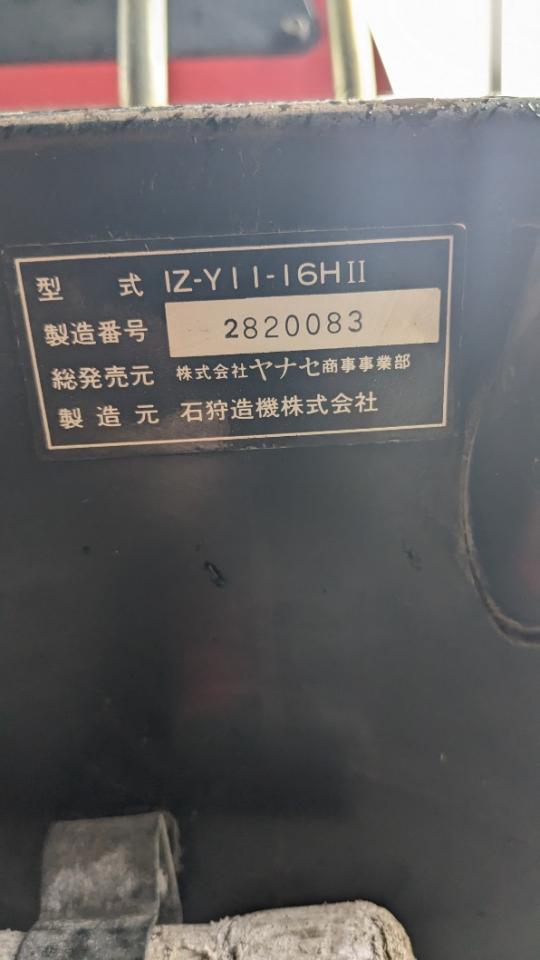 型式 IZ-Y11-16HII
製造番号 2820083
総発売元 株式会社ヤナセ商事事業部
製造元 石狩造機株式会社